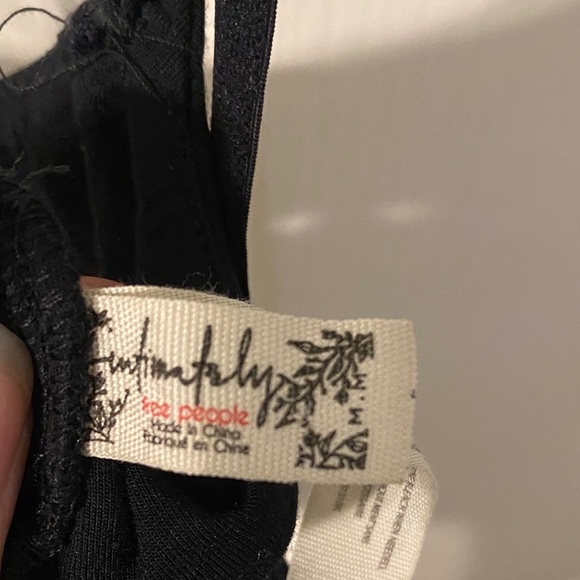 intimately
free people
Made in China
Fabriqué en Chine
M.M